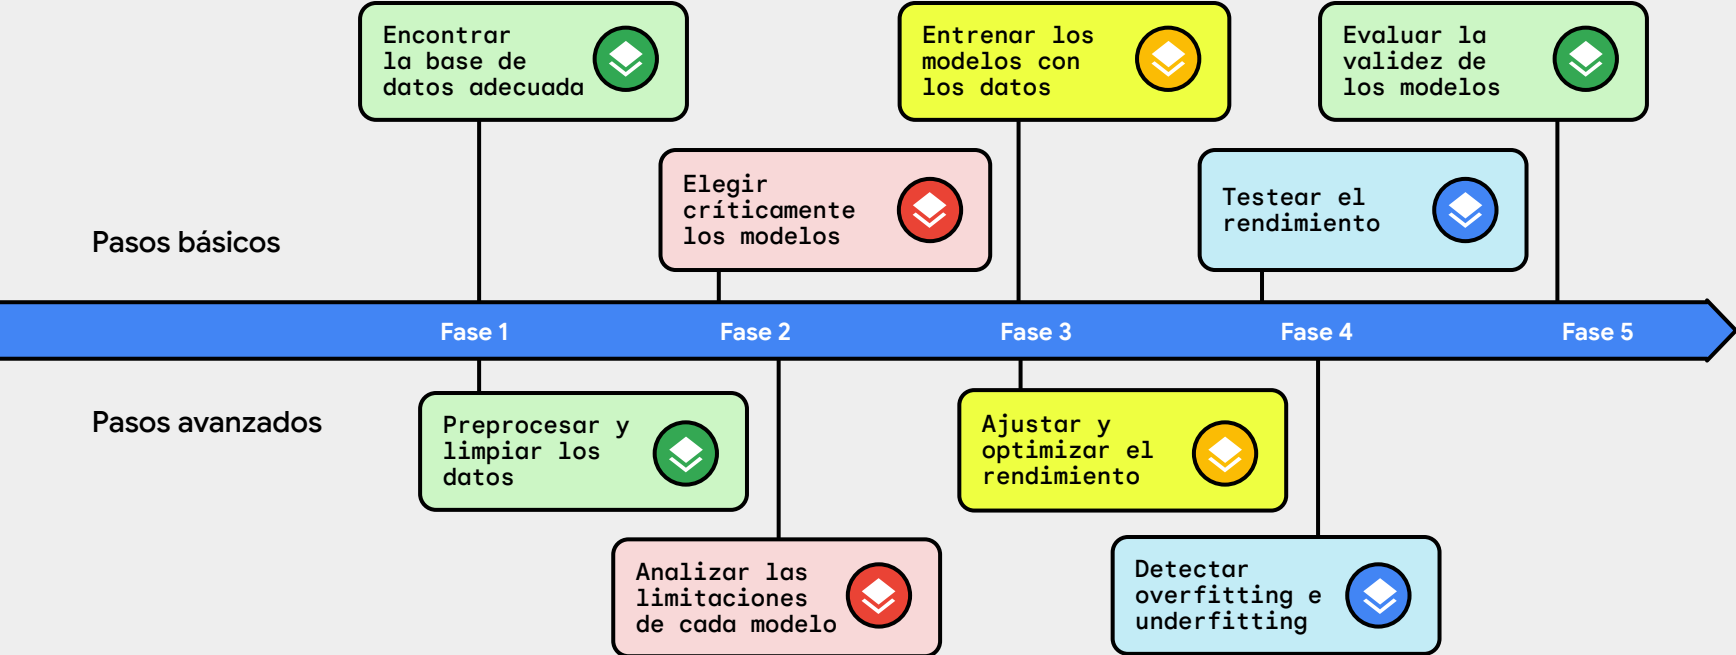 Encontrar
la base de
datos adecuada
Entrenar los
modelos con
los datos
Evaluar la
validez de
los modelos
Elegir
críticamente
los modelos
Testear el
rendimiento
Pasos básicos
Fase 1
Fase 2
Fase 3
Fase 4
Fase 5
Pasos avanzados
Preprocesar y
limpiar los
datos
Ajustar y
optimizar el
rendimiento
Analizar las
limitaciones
de cada modelo
Detectar
overfitting e
underfitting